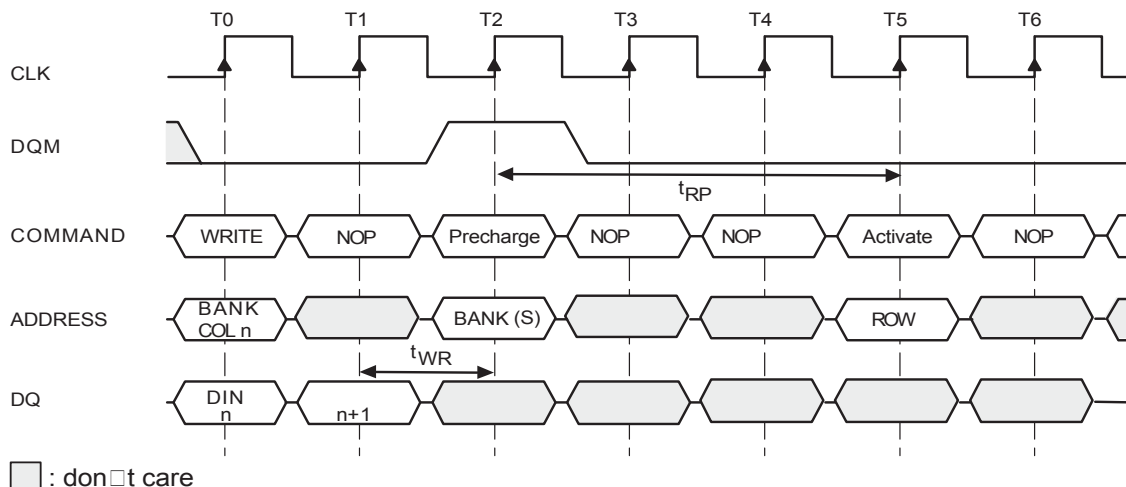 T0 T1 T2 T3 T4 T5 T6
CLK
DQM
tRP
COMMAND WRITE NOP Precharge NOP NOP Activate NOP
ADDRESS BANK COL n BANK (S) ROW
tWR
DQ DIN n n+1
: don□t care